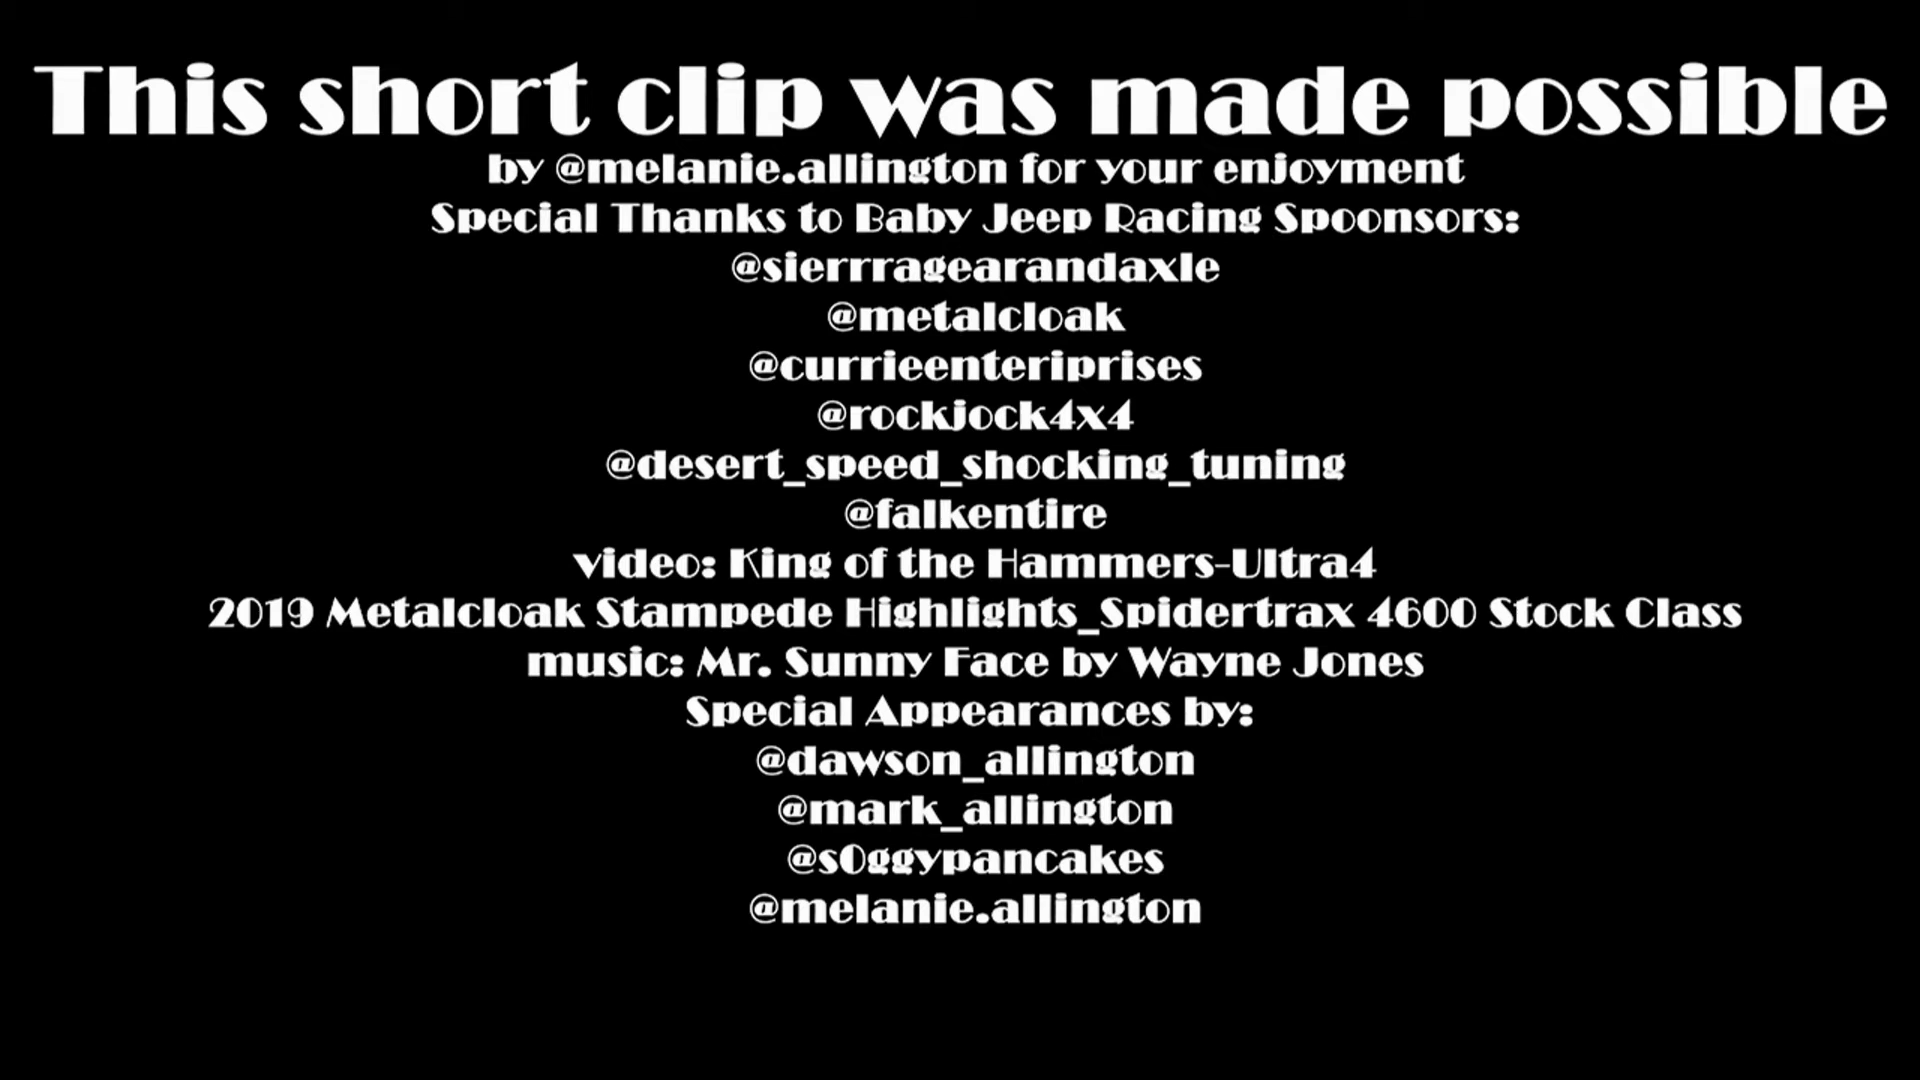 This short clip was made possible
by @melanie.allington for your enjoyment
Special Thanks to Baby Jeep Racing Spoonsors:
@sierrragearandaxle
@metalcloak
@currieenteriprises
@rockjock4x4
@desert_speed_shocking_tuning
@falkentire
video: King of the Hammers-Ultra4
2019 Metalcloak Stampede Highlights_Spidertrax 4600 Stock Class
music: Mr. Sunny Face by Wayne Jones
Special Appearances by:
@dawson_allington
@mark_allington
@s0ggypancakes
@melanie.allington